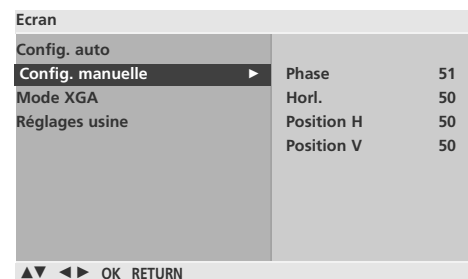 Ecran
Config. auto
Config. manuelle ►
Mode XGA
Réglages usine
Phase 51
Horl. 50
Position H 50
Position V 50
▲▼ ◄► OK RETURN